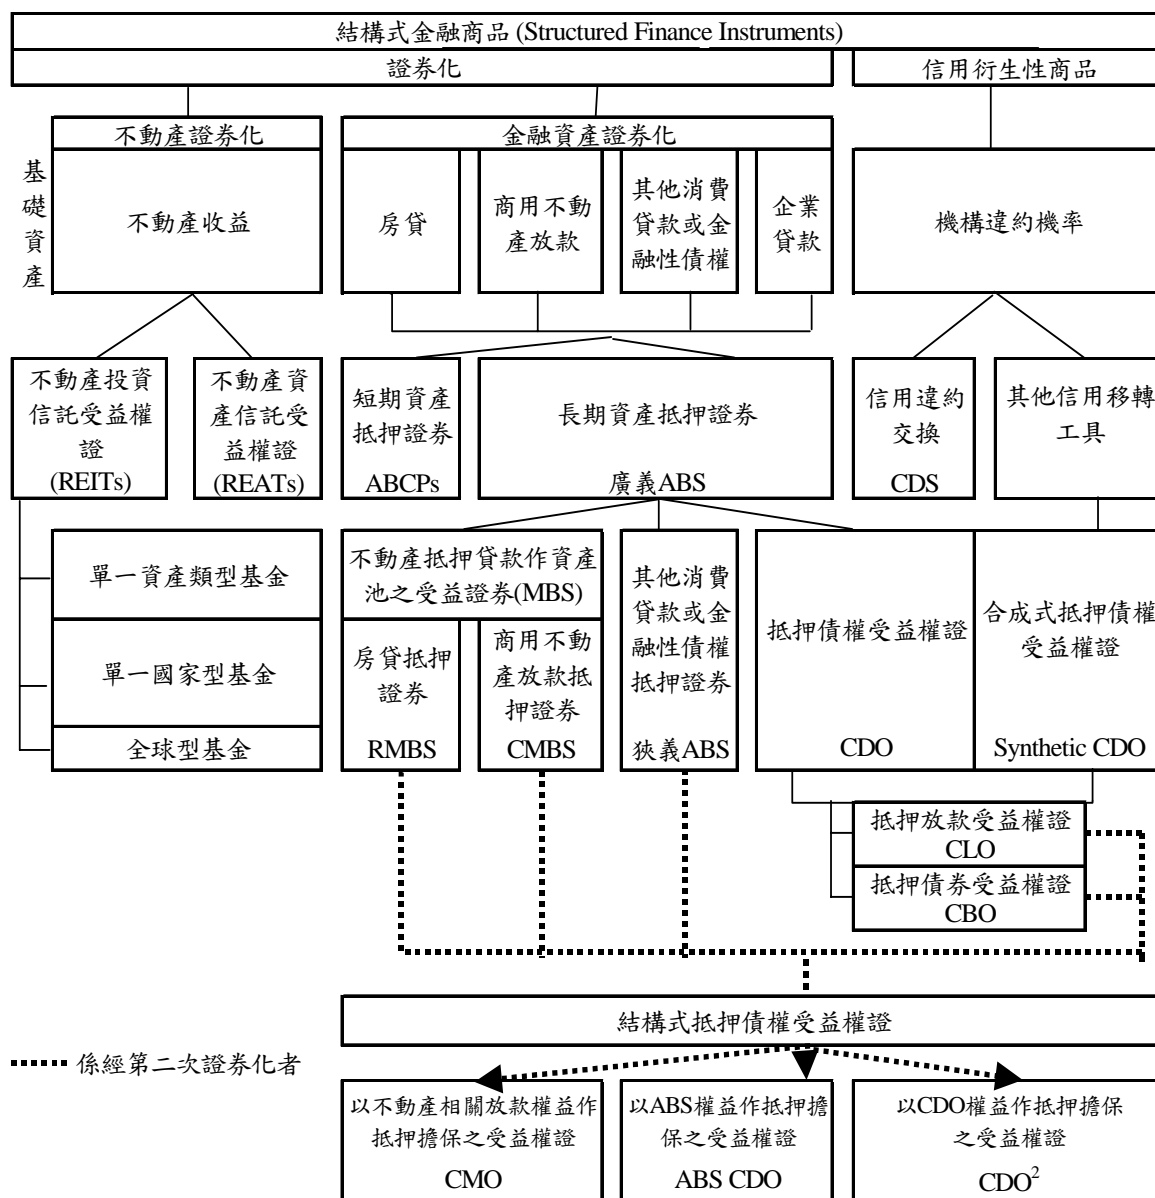 結構式金融商品 (Structured Finance Instruments)
證券化
信用衍生性商品
不動產證券化
金融資產證券化
基
礎
資
產
不動產收益
房貸
商用不動
產放款
其他消費
貸款或金
融性債權
企業
貸款
機構違約機率
不動產投資
信託受益權
證
(REITs)
不動產資
產信託受
益權證
(REATs)
短期資產
抵押證券
ABCPs
長期資產抵押證券
廣義ABS
信用違約
交換
CDS
其他信用移轉
工具
單一資產類型基金
單一國家型基金
全球型基金
不動產抵押貸款作資產
池之受益證券(MBS)
房貸抵押
證券
RMBS
商用不動
產放款抵
押證券
CMBS
其他消費
貸款或金
融性債權
抵押證券
狹義ABS
抵押債權受益權證
CDO
合成式抵押債權
受益權證
Synthetic CDO
抵押放款受益權證
CLO
抵押債券受益權證
CBO
結構式抵押債權受益權證
係經第二次證券化者
以不動產相關放款權益作
抵押擔保之受益權證
CMO
以ABS權益作抵押擔
保之受益權證
ABS CDO
以CDO權益作抵押擔保
之受益權證
CDO²